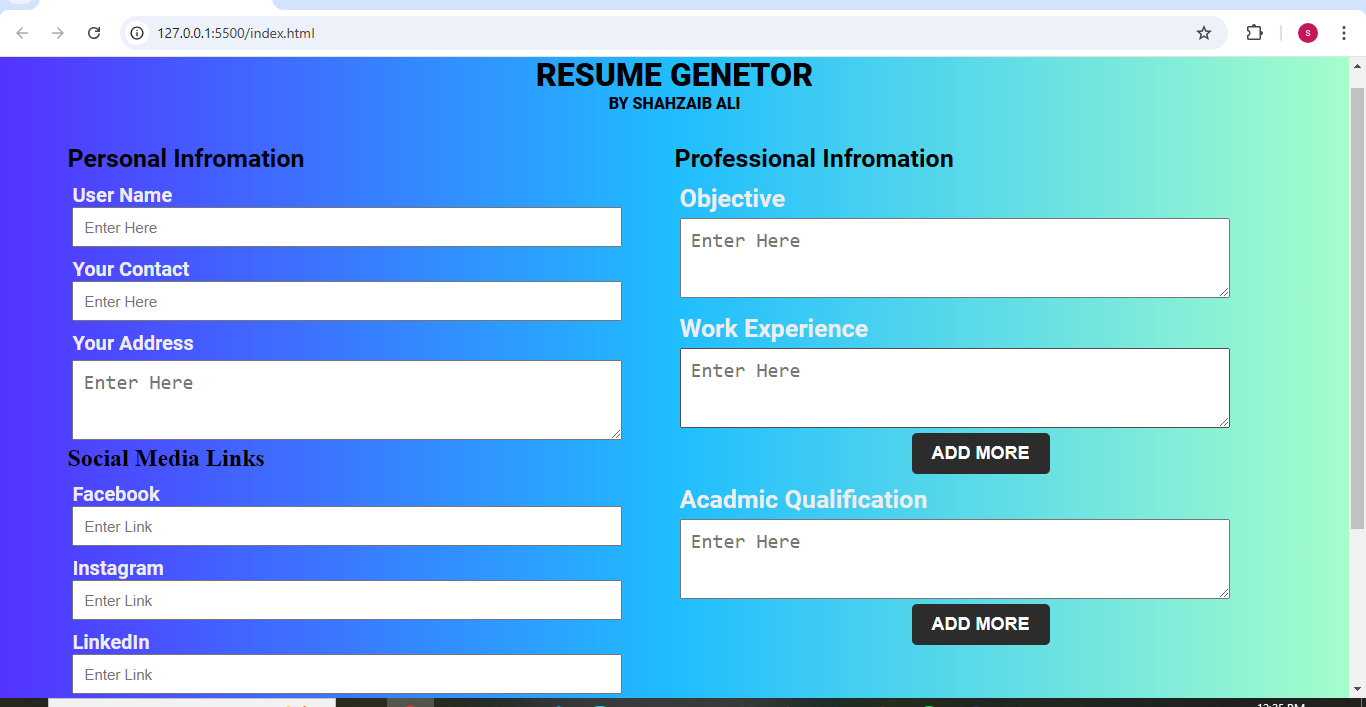 127.0.0.1:5500/index.html
s
RESUME GENETOR
BY SHAHZAIB ALI
Personal Infromation
User Name
Enter Here
Your Contact
Enter Here
Your Address
Enter Here
Social Media Links
Facebook
Enter Link
Instagram
Enter Link
LinkedIn
Enter Link
Professional Infromation
Objective
Enter Here
Work Experience
Enter Here
ADD MORE
Acadmic Qualification
Enter Here
ADD MORE